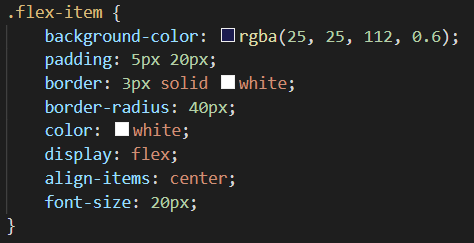 .flex-item {
    background-color: rgba(25, 25, 112, 0.6);
    padding: 5px 20px;
    border: 3px solid white;
    border-radius: 40px;
    color: white;
    display: flex;
    align-items: center;
    font-size: 20px;
}